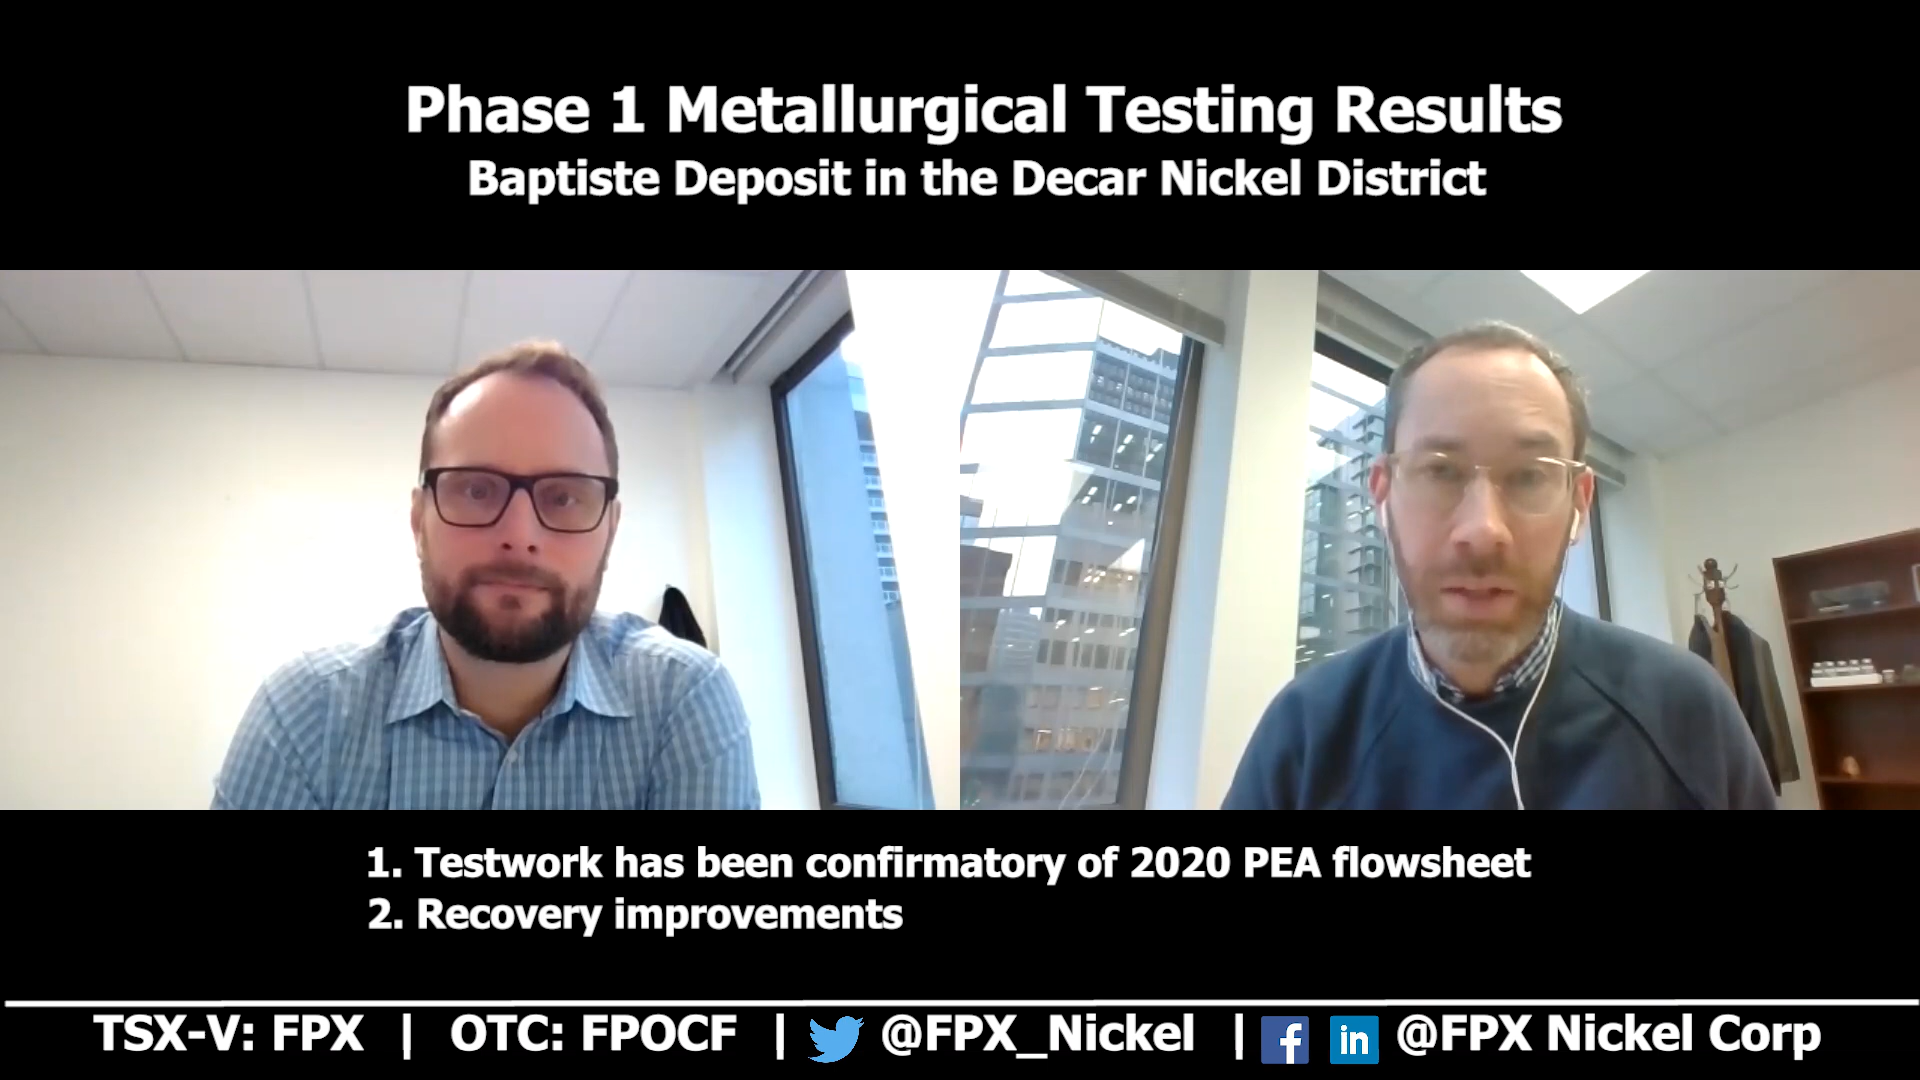 Phase 1 Metallurgical Testing Results
Baptiste Deposit in the Decar Nickel District
1. Testwork has been confirmatory of 2020 PEA flowsheet
2. Recovery improvements
TSX-V: FPX | OTC: FPOCF | @FPX_Nickel | f in @FPX Nickel Corp